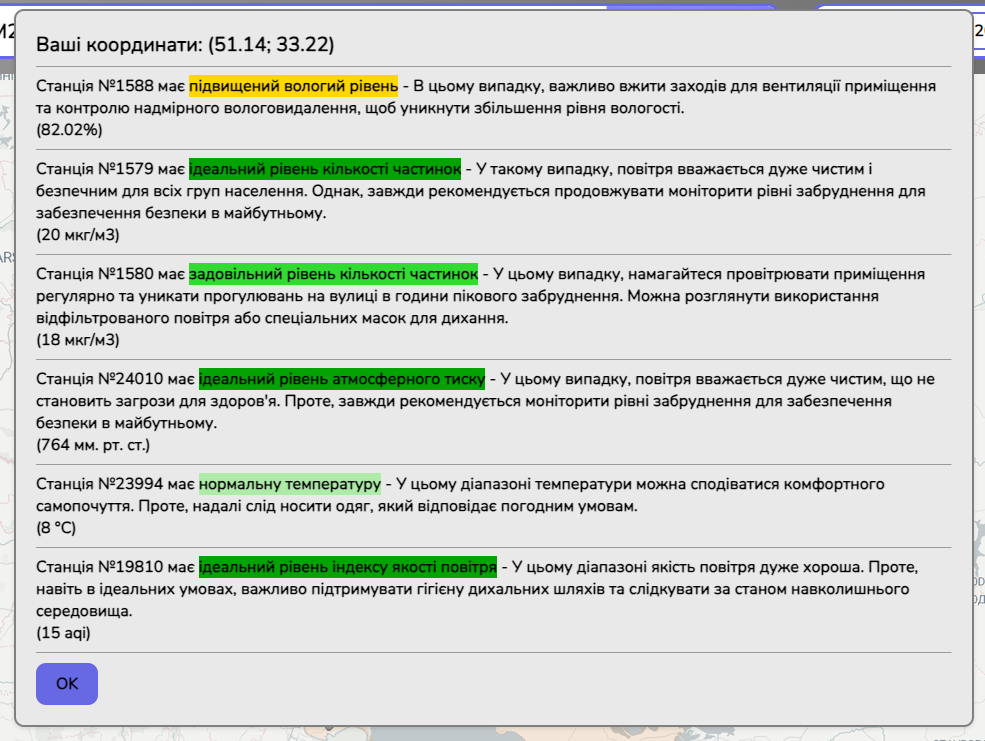 Ваші координати: (51.14; 33.22)
Станція №1588 має підвищений вологий рівень - В цьому випадку, важливо вжити заходів для вентиляції приміщення
та контролю надмірного вологовидалення, щоб уникнути збільшення рівня вологості.
(82.02%)
Станція №1579 має ідеальний рівень кількості частинок - У такому випадку, повітря вважається дуже чистим і
безпечним для всіх груп населення. Однак, завжди рекомендується продовжувати моніторити рівні забруднення для
забезпечення безпеки в майбутньому.
(20 мкг/м3)
Станція №1580 має задовільний рівень кількості частинок - У цьому випадку, намагайтеся провітрювати приміщення
регулярно та уникати прогулювань на вулиці в години пікового забруднення. Можна розглянути використання
відфільтрованого повітря або спеціальних масок для дихання.
(18 мкг/м3)
Станція №24010 має ідеальний рівень атмосферного тиску - У цьому випадку, повітря вважається дуже чистим, що не
становить загрози для здоров'я. Проте, завжди рекомендується моніторити рівні забруднення для забезпечення
безпеки в майбутньому.
(764 мм. рт. ст.)
Станція №23994 має нормальну температуру - У цьому діапазоні температури можна сподіватися комфортного
самопочуття. Проте, надалі слід носити одяг, який відповідає погодним умовам.
(8 °C)
Станція №19810 має ідеальний рівень індексу якості повітря - У цьому діапазоні якість повітря дуже хороша. Проте,
навіть в ідеальних умовах, важливо підтримувати гігієну дихальних шляхів та слідкувати за станом навколишнього
середовища.
(15 aqi)
OK